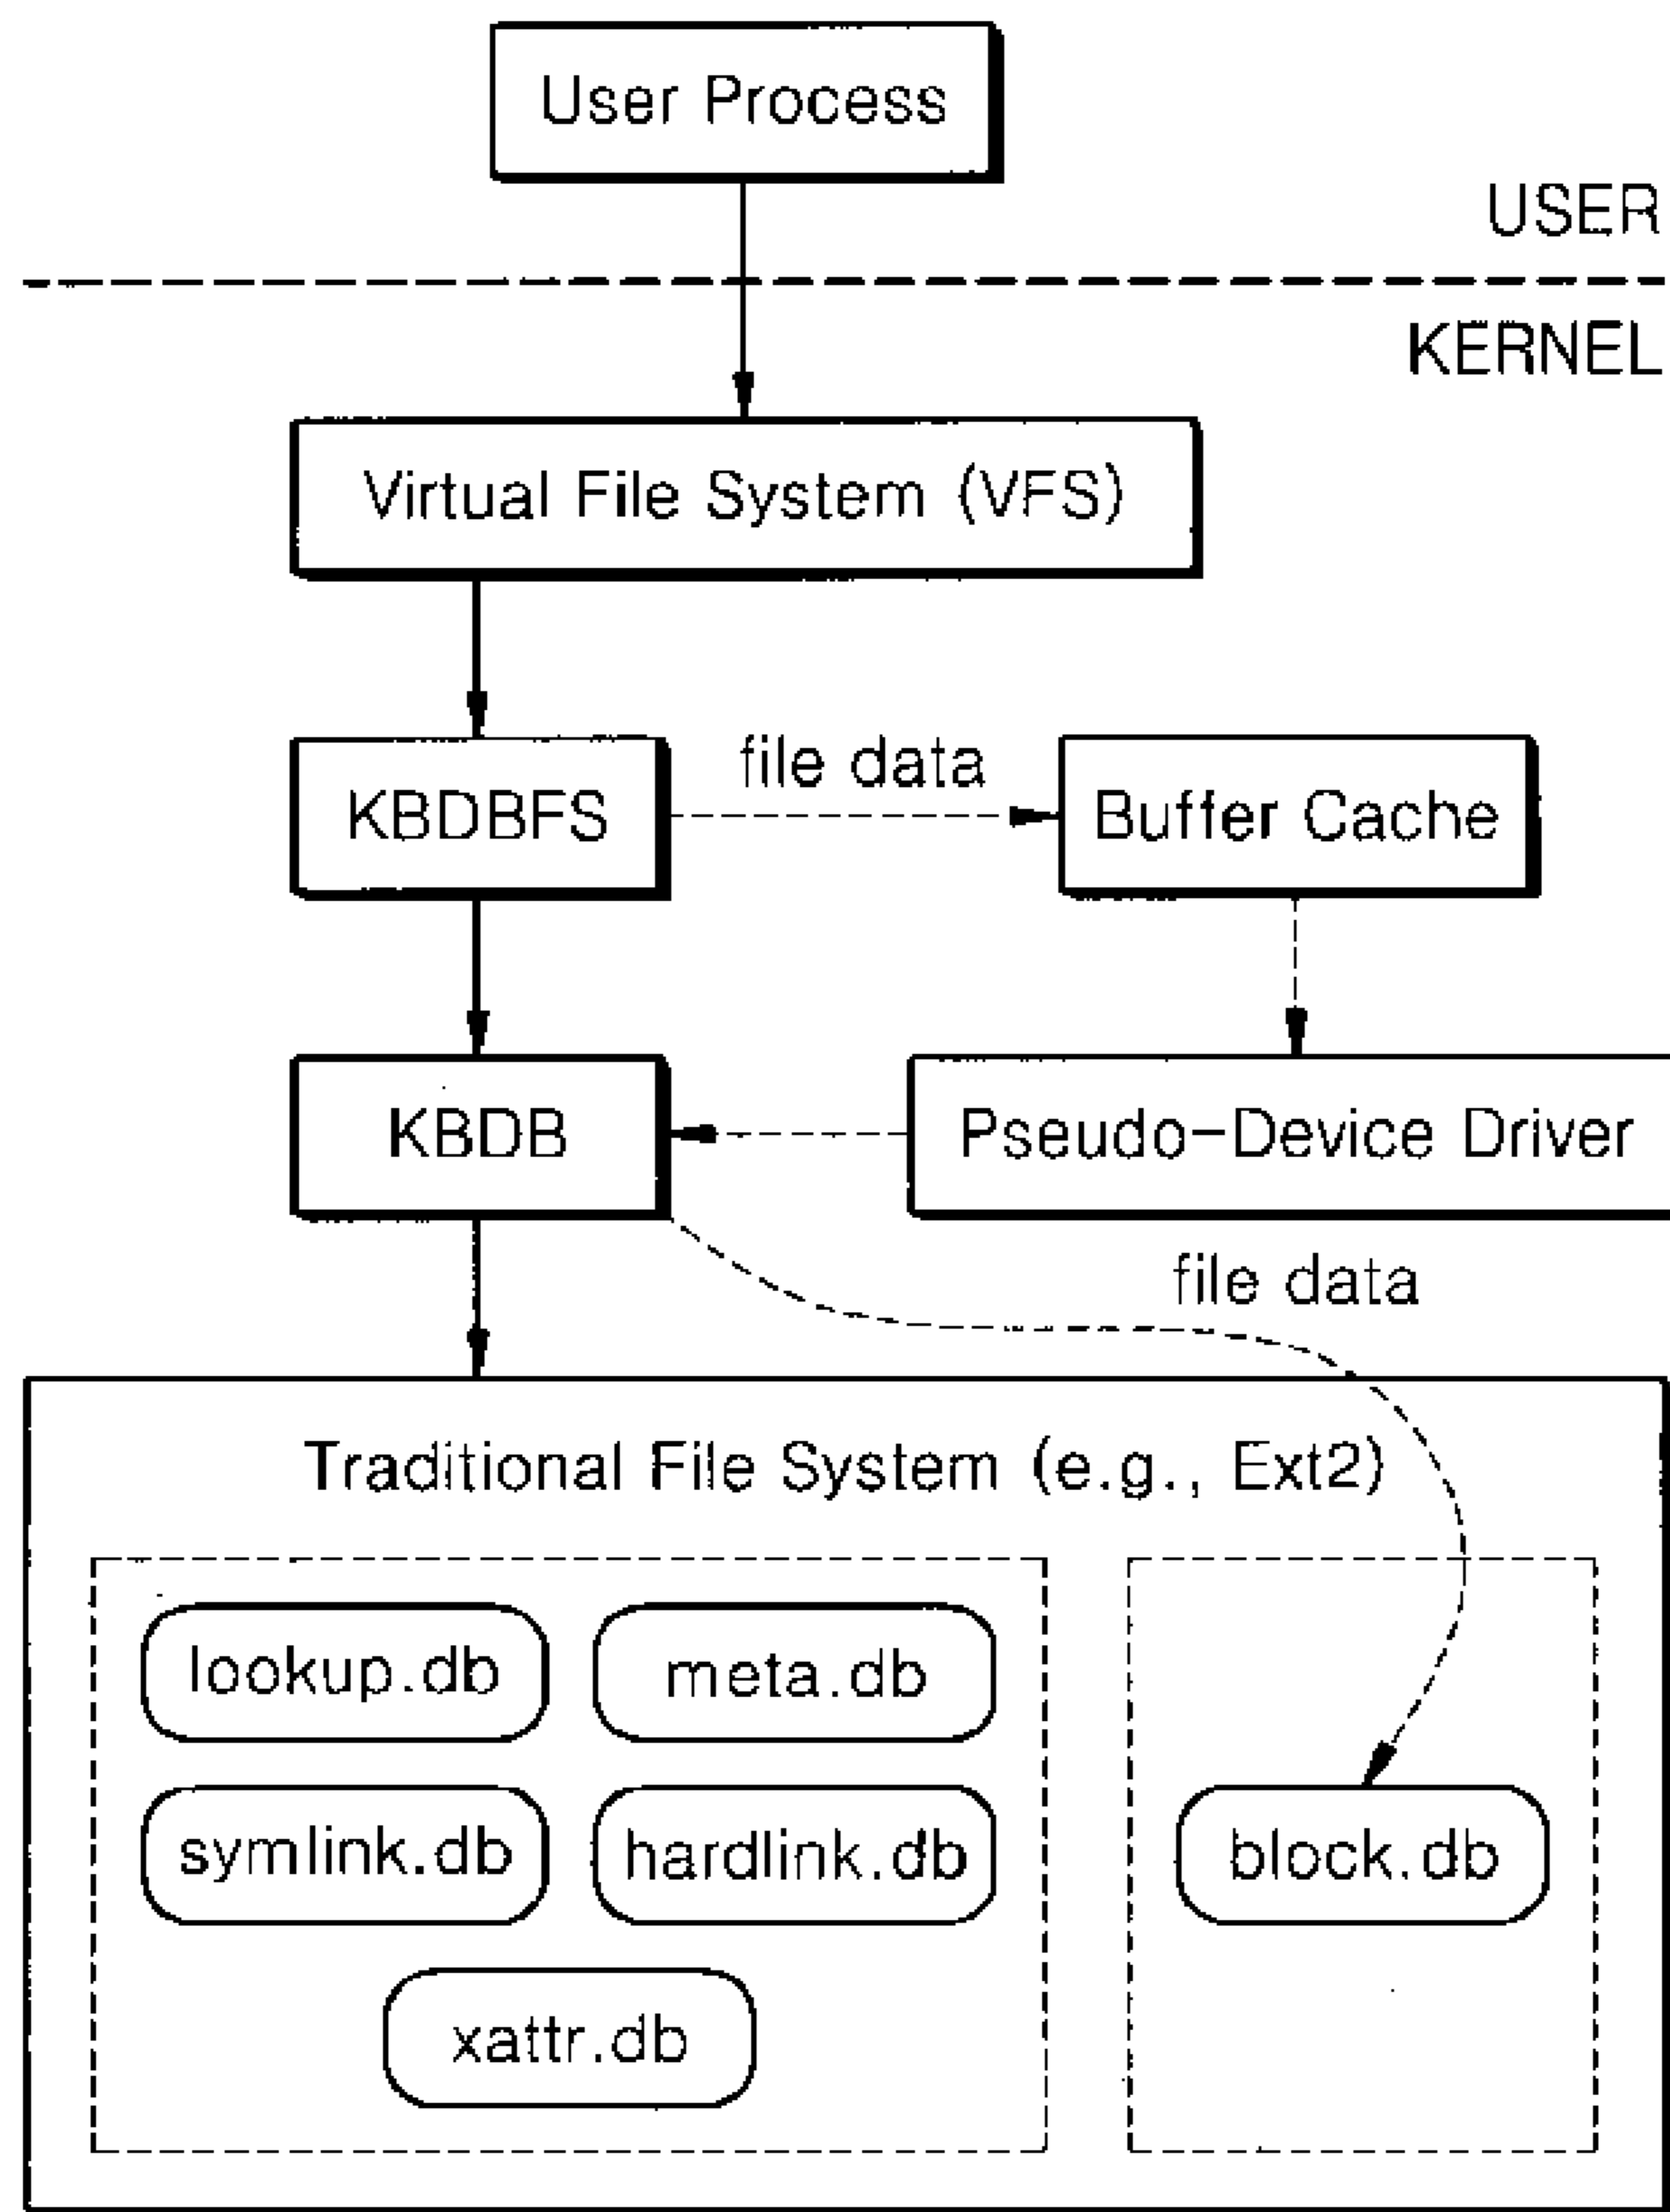 User Process
USER
KERNEL
Virtual File System (VFS)
KBDBFS
file data
Buffer Cache
KBDB
Pseudo-Device Driver
file data
Traditional File System (e.g., Ext2)
lookup.db
meta.db
symlink.db
hardlink.db
block.db
xattr.db